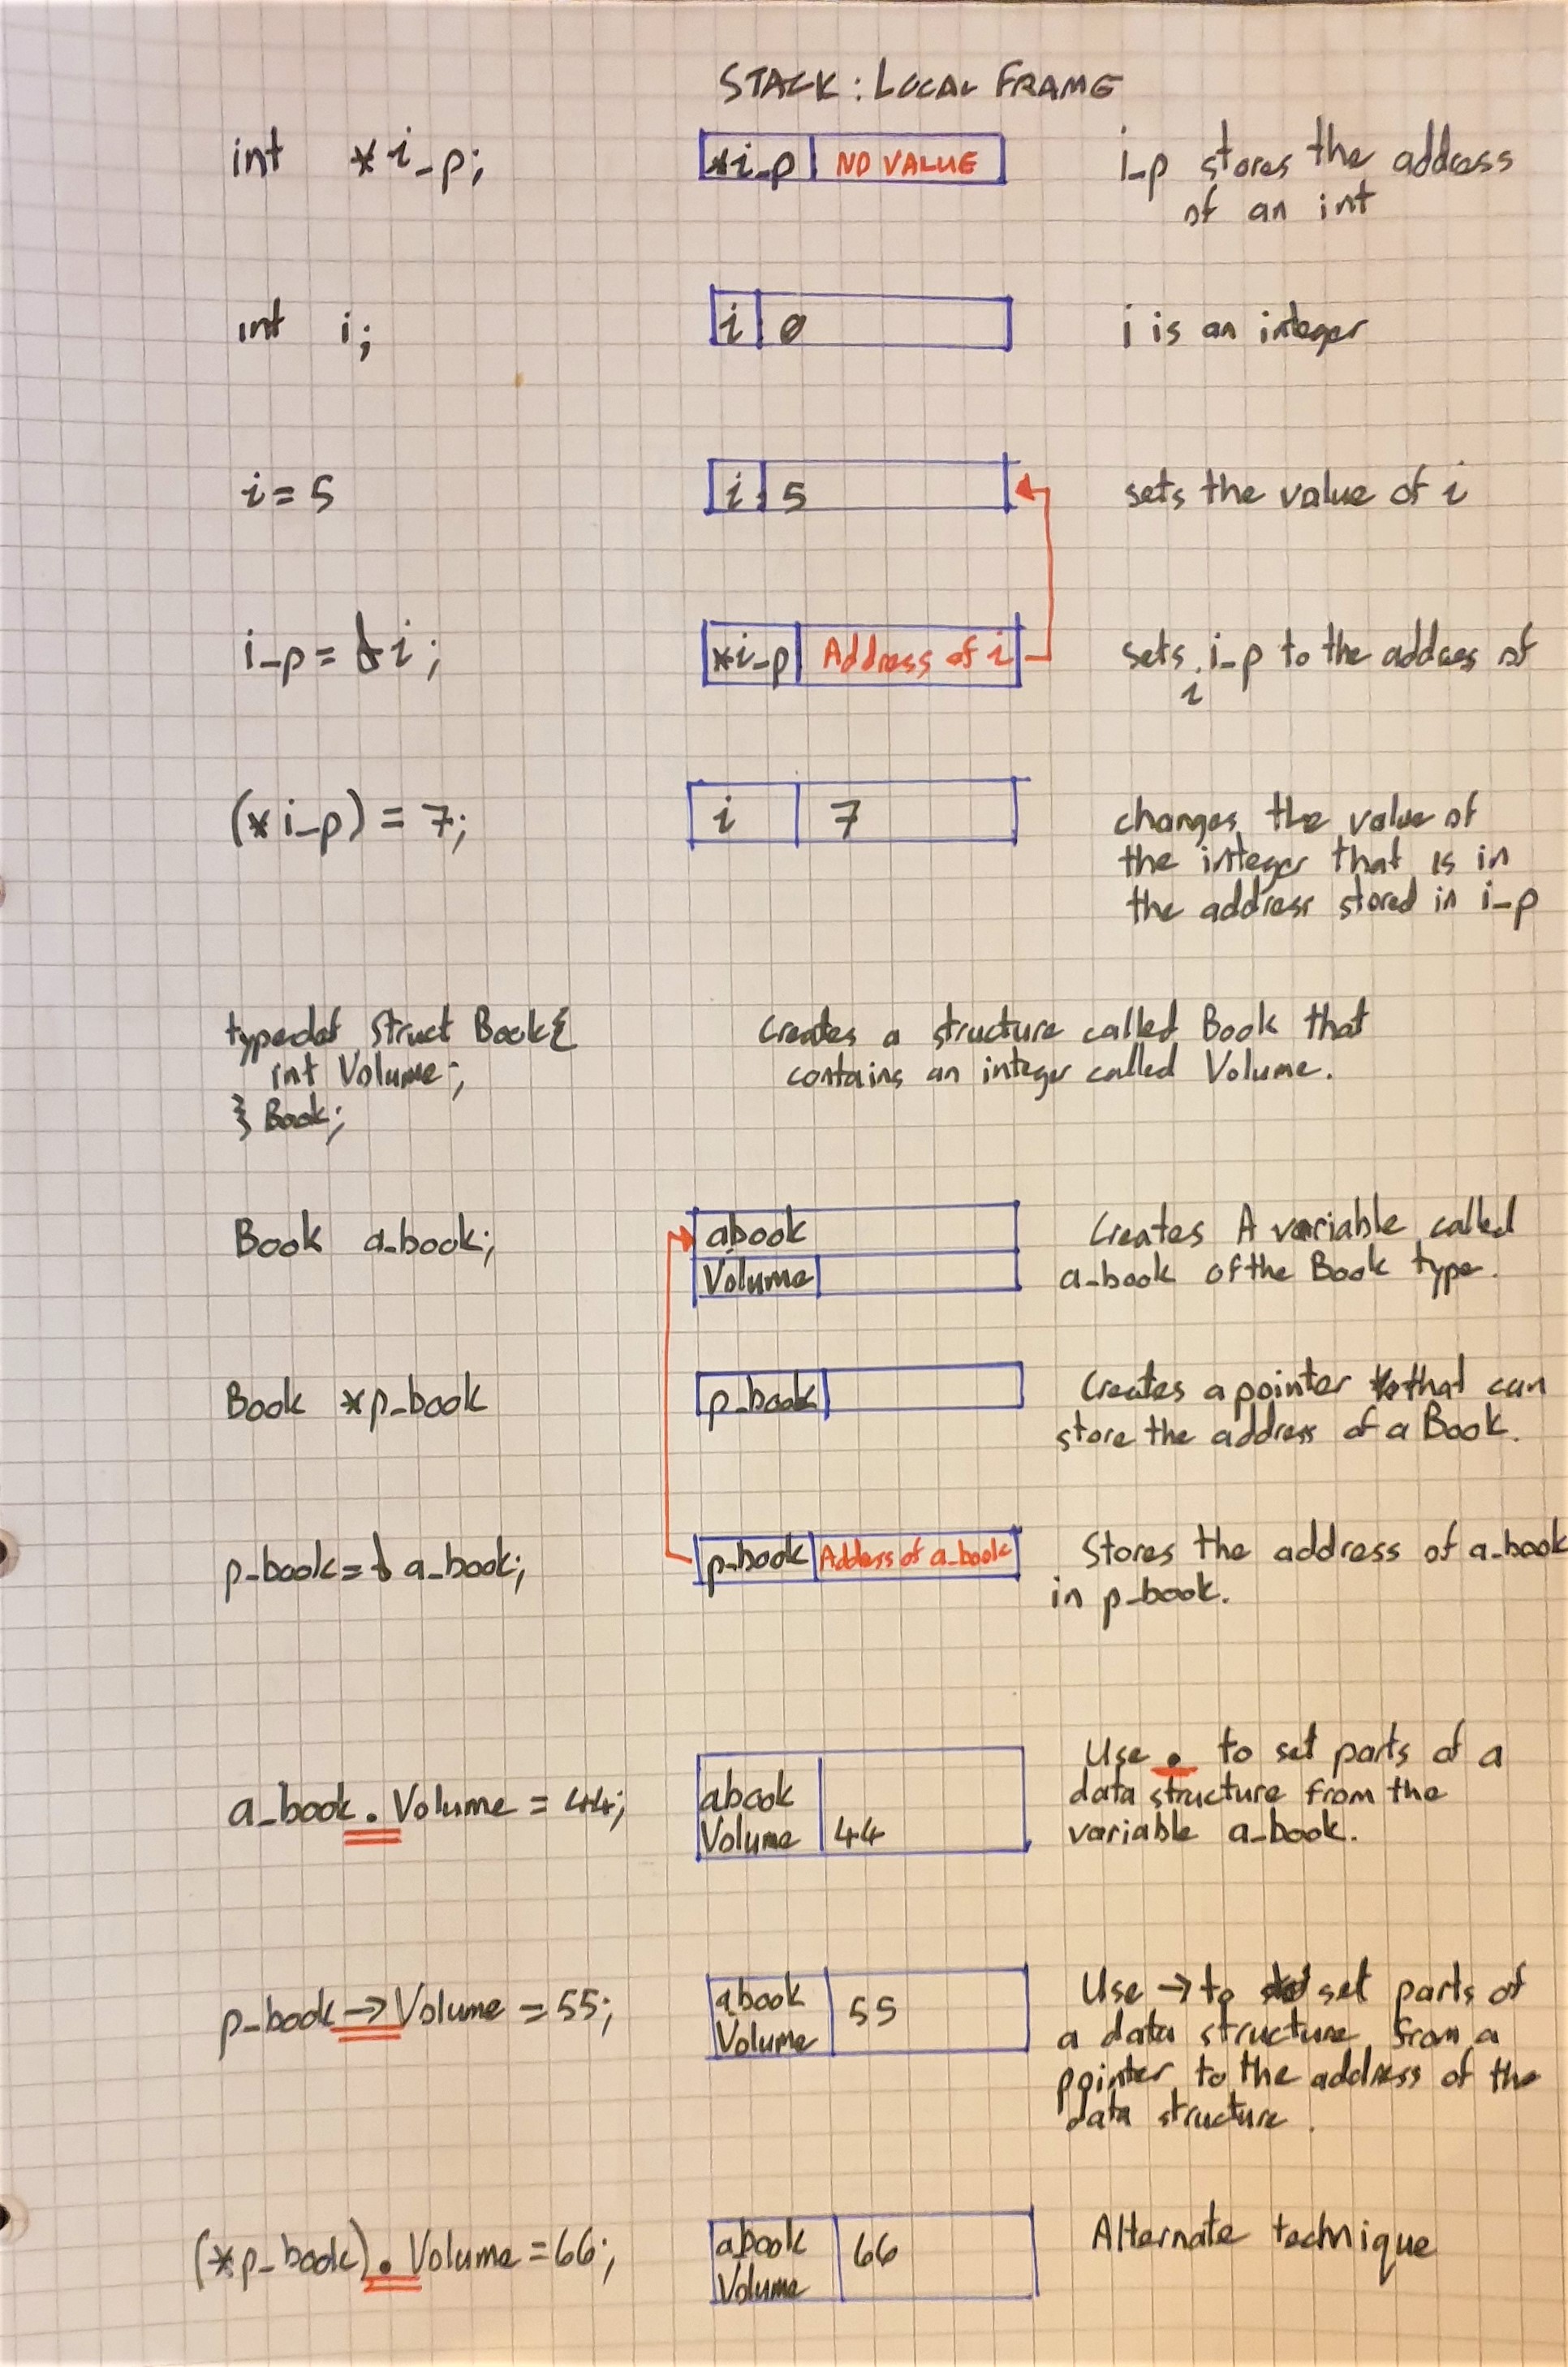 STACK: LOCAL FRAME
int *i_p;
*i_p NO VALUE
i_p stores the address
of an int
int i;
i 0
i is an integer
i = 5
i 5
sets the value of i
i_p = &i;
*i_p Address of i
sets i_p to the addres of
i
(*i_p) = 7;
i 7
changes the value of
the integer that is in
the address stored in i_p
typedef Struct Book{
int Volume;
} Book;
Creates a structure called Book that
contains an integer called Volume.
Book a_book;
abook
Volume
Creates A variable called
a_book of the Book type.
Book *p_book
p_book
Creates a pointer that can
store the address of a Book.
p_book = & a_book;
p_book Address of a_book
Stores the address of a_book
in p_book.
a_book.Volume = 44;
abook
Volume 44
Use . to set parts of a
data structure from the
variable a_book.
p_book→Volume = 55;
abook 55
Volume
Use → to set parts of
a data structure from a
pointer to the address of the
data structure.
(*p_book).Volume = 66;
abook 66
Volume
Alternate technique